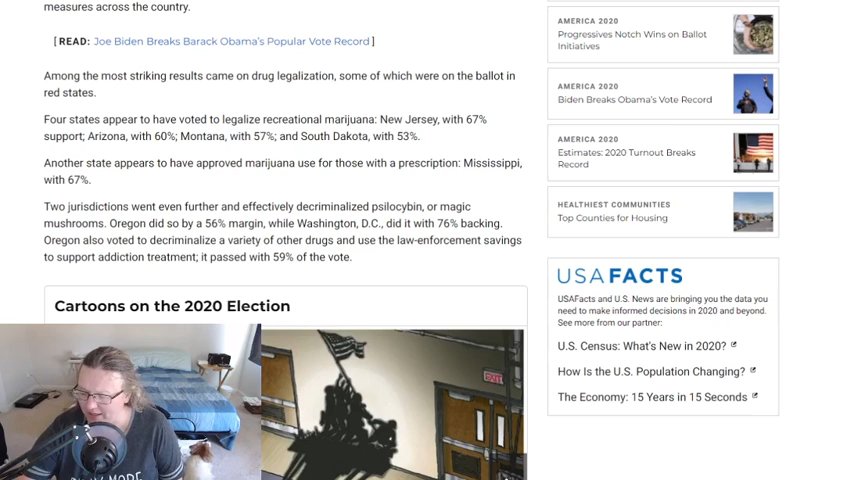 measures across the country.
[ READ: Joe Biden Breaks Barack Obama's Popular Vote Record ]
Among the most striking results came on drug legalization, some of which were on the ballot in
red states.
Four states appear to have voted to legalize recreational marijuana: New Jersey, with 67%
support; Arizona, with 60%; Montana, with 57%; and South Dakota, with 53%.
Another state appears to have approved marijuana use for those with a prescription: Mississippi,
with 67%.
Two jurisdictions went even further and effectively decriminalized psilocybin, or magic
mushrooms. Oregon did so by a 56% margin, while Washington, D.C., did it with 76% backing.
Oregon also voted to decriminalize a variety of other drugs and use the law-enforcement savings
to support addiction treatment; it passed with 59% of the vote.
Cartoons on the 2020 Election
EXIT
AMERICA 2020
Progressives Notch Wins on Ballot
Initiatives
AMERICA 2020
Biden Breaks Obama's Vote Record
AMERICA 2020
Estimates: 2020 Turnout Breaks
Record
HEALTHIEST COMMUNITIES
Top Counties for Housing
USAFACTS
USAFacts and U.S. News are bringing you the data you
need to make informed decisions in 2020 and beyond.
See more from our partner:
U.S. Census: What's New in 2020?
How Is the U.S. Population Changing?
The Economy: 15 Years in 15 Seconds